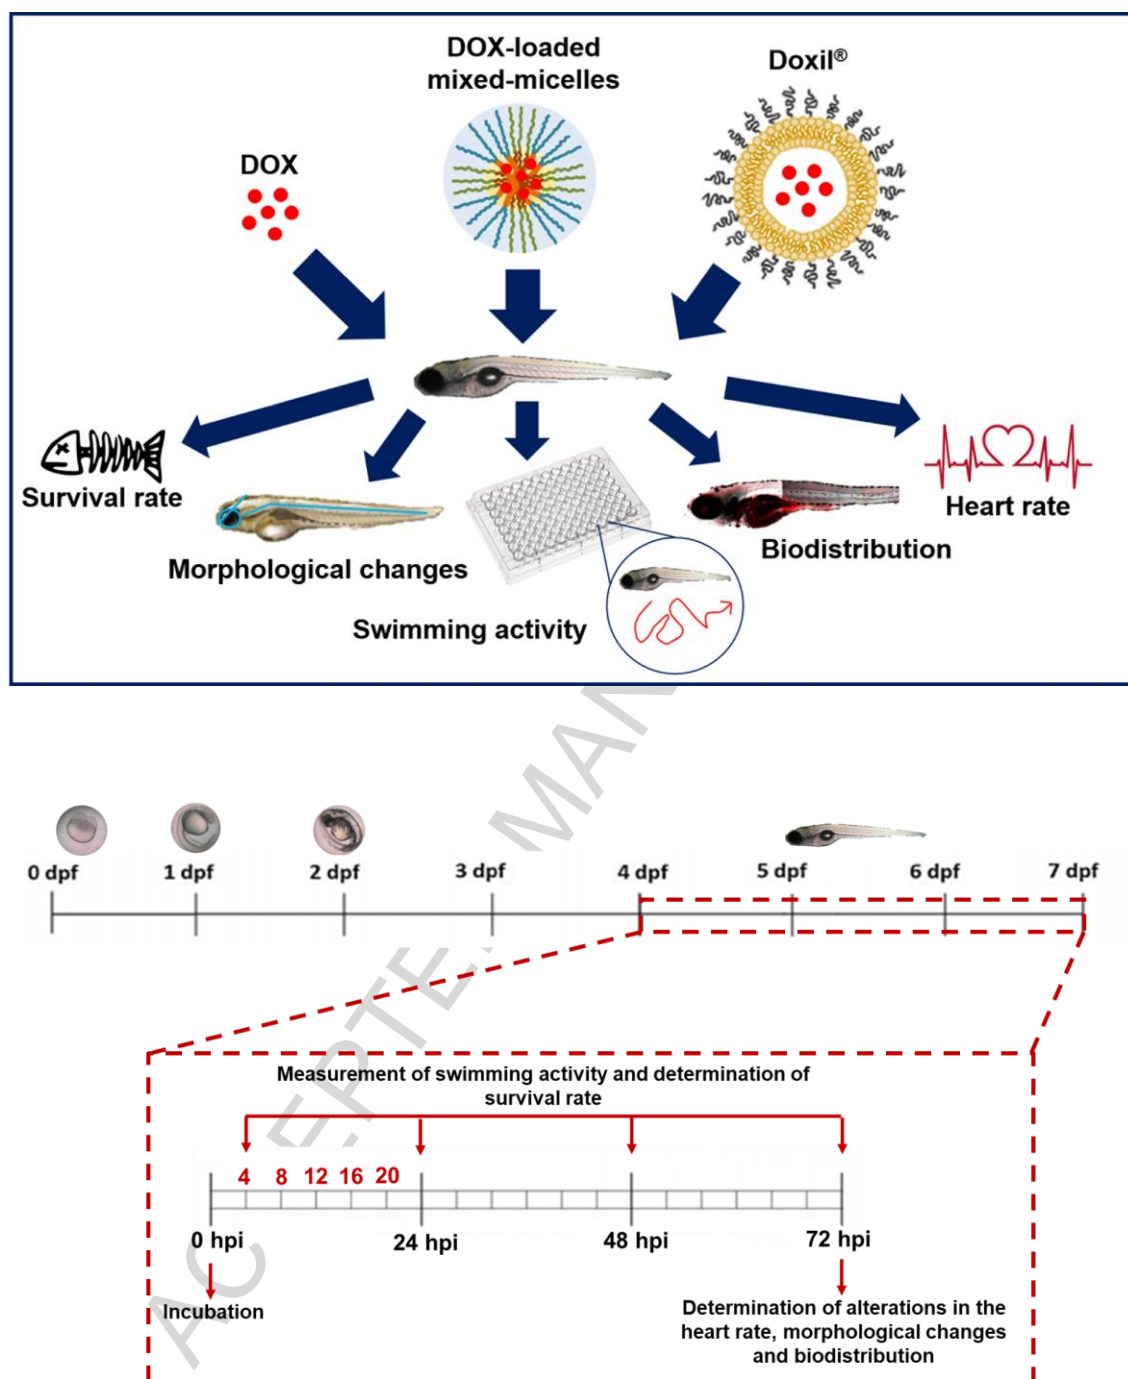 DOX-loaded
mixed-micelles
Doxil®
DOX
Survival rate
Morphological changes
Swimming activity
Biodistribution
Heart rate
0 dpf 1 dpf 2 dpf 3 dpf 4 dpf 5 dpf 6 dpf 7 dpf
Measurement of swimming activity and determination of
survival rate
4 8 12 16 20
0 hpi 24 hpi 48 hpi 72 hpi
Incubation
Determination of alterations in the
heart rate, morphological changes
and biodistribution